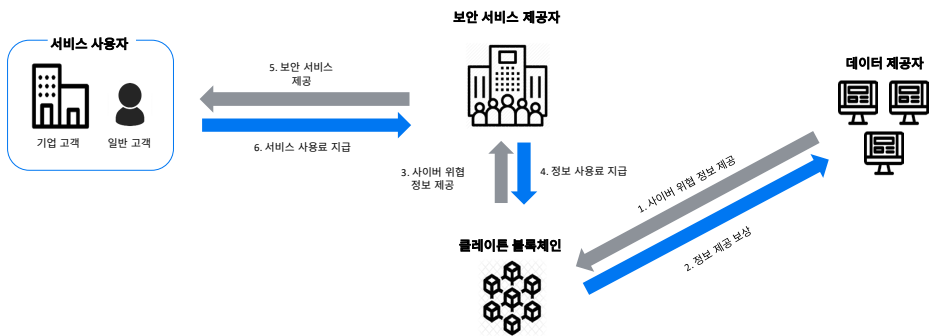 보안 서비스 제공자
서비스 사용자
기업 고객
일반 고객
5. 보안 서비스
제공
6. 서비스 사용료 지급
데이터 제공자
3. 사이버 위협
정보 제공
4. 정보 사용료 지급
1. 사이버 위협 정보 제공
2. 정보 제공 보상
클레이튼 블록체인